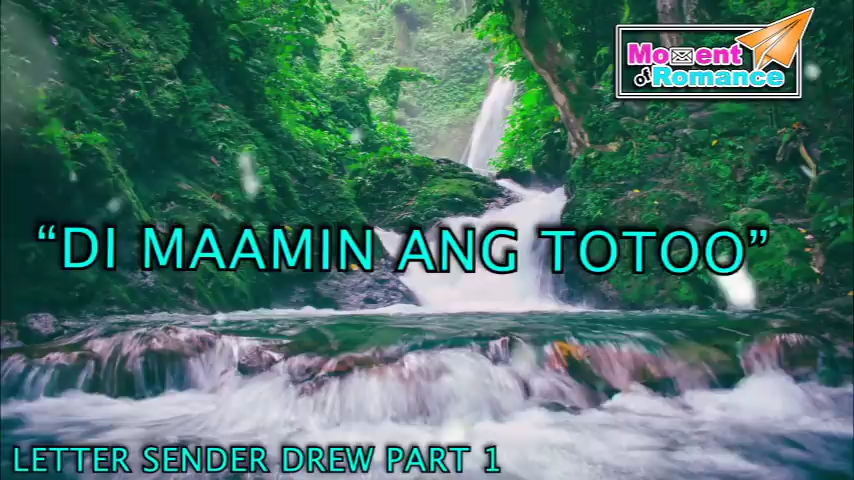 Moment
of Romance
“DI MAAMIN ANG TOTOO”
LETTER SENDER DREW PART 1